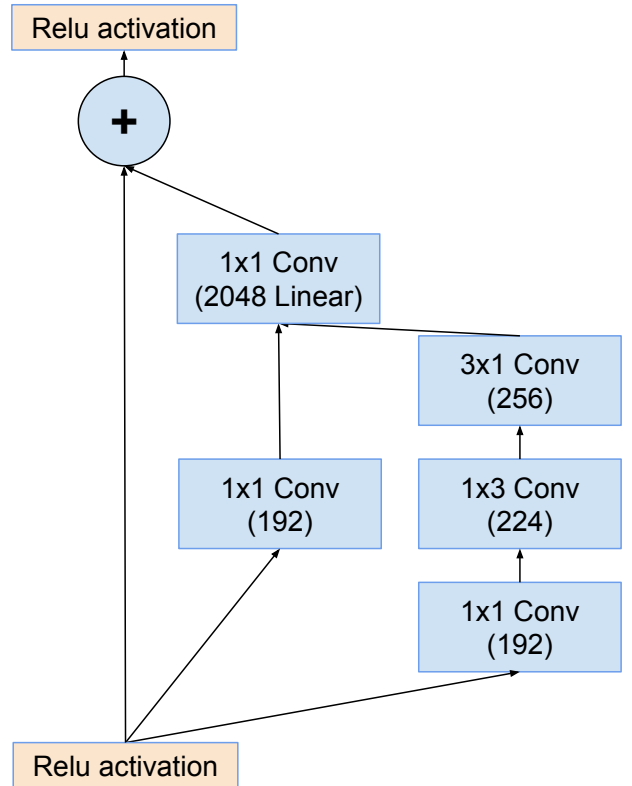 Relu activation
+
1x1 Conv
(2048 Linear)
3x1 Conv
(256)
1x1 Conv
(192)
1x3 Conv
(224)
1x1 Conv
(192)
Relu activation